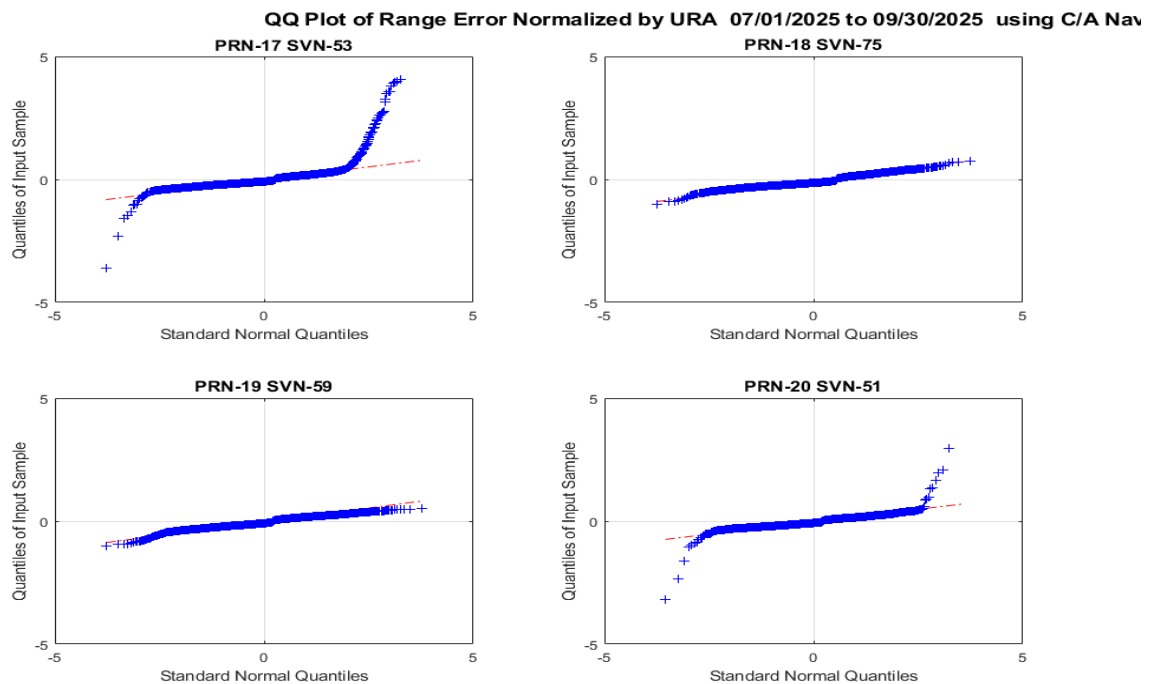 QQ Plot of Range Error Normalized by URA  07/01/2025 to 09/30/2025  using C/A Nav
PRN-17 SVN-53
5
0
-5
-5
0
5
Quantiles of Input Sample
Standard Normal Quantiles
PRN-18 SVN-75
5
0
-5
-5
0
5
Quantiles of Input Sample
Standard Normal Quantiles
PRN-19 SVN-59
5
0
-5
-5
0
5
Quantiles of Input Sample
Standard Normal Quantiles
PRN-20 SVN-51
5
0
-5
-5
0
5
Quantiles of Input Sample
Standard Normal Quantiles